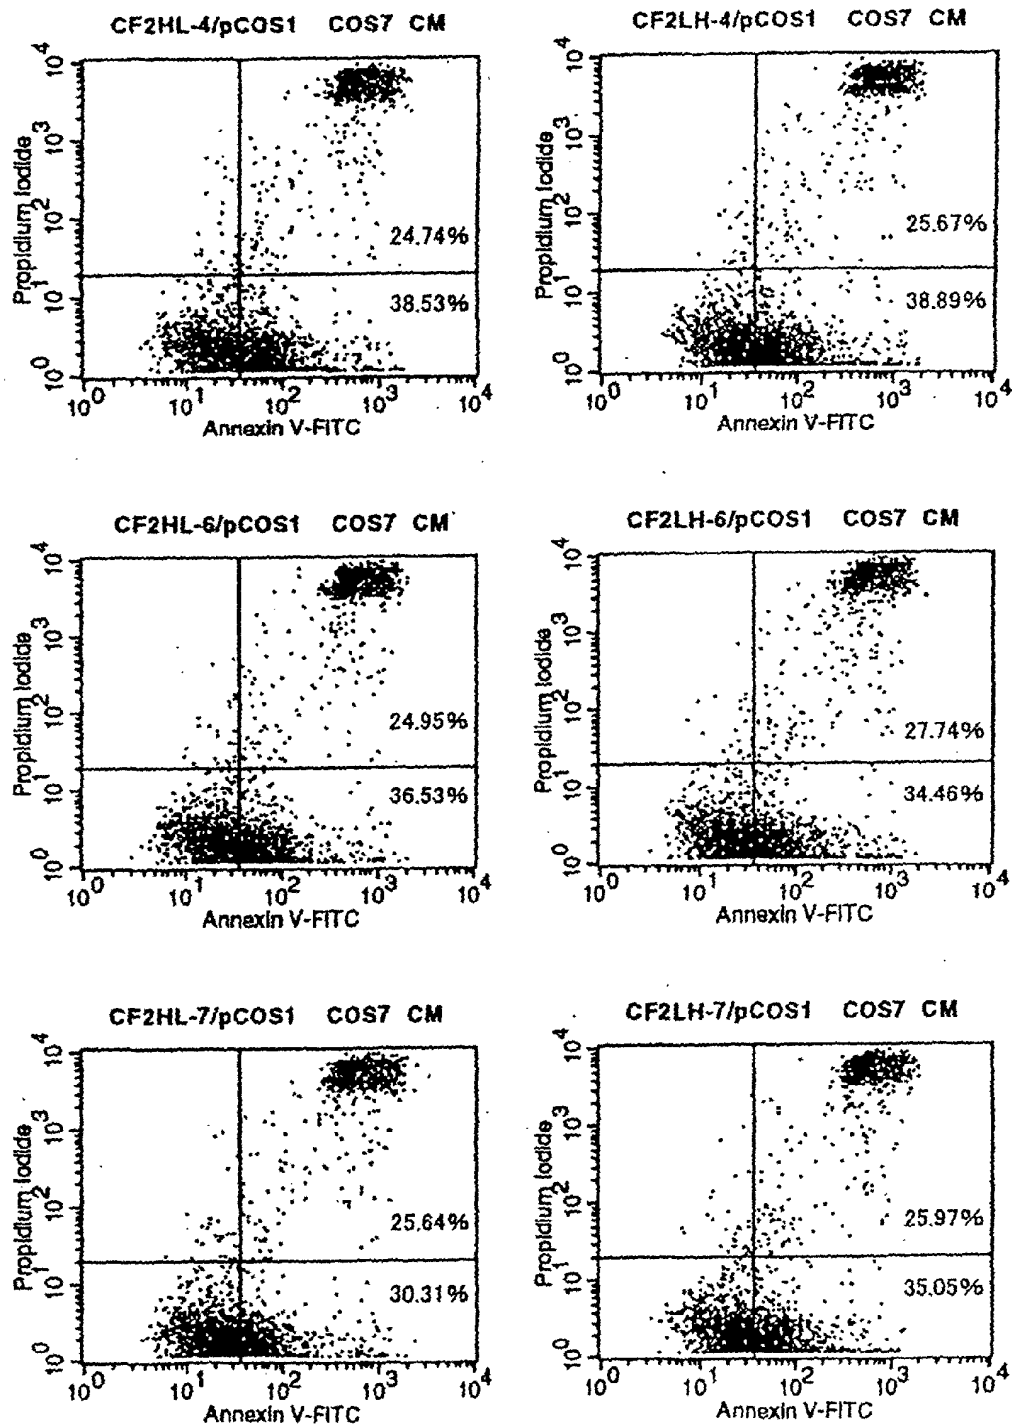 CF2HL-4/pCOS1 COS7 CM
10^4
10^3
10^2
10^1
10^0
Propidium Iodide
24.74%
38.53%
10^0 10^1 10^2 10^3 10^4
Annexin V-FITC
CF2LH-4/pCOS1 COS7 CM
10^4
10^3
10^2
10^1
10^0
Propidium Iodide
25.67%
38.89%
10^0 10^1 10^2 10^3 10^4
Annexin V-FITC
CF2HL-6/pCOS1 COS7 CM
10^4
10^3
10^2
10^1
10^0
Propidium Iodide
24.95%
36.53%
10^0 10^1 10^2 10^3 10^4
Annexin V-FITC
CF2LH-6/pCOS1 COS7 CM
10^4
10^3
10^2
10^1
10^0
Propidium Iodide
27.74%
34.46%
10^0 10^1 10^2 10^3 10^4
Annexin V-FITC
CF2HL-7/pCOS1 COS7 CM
10^4
10^3
10^2
10^1
10^0
Propidium Iodide
25.64%
30.31%
10^0 10^1 10^2 10^3 10^4
Annexin V-FITC
CF2LH-7/pCOS1 COS7 CM
10^4
10^3
10^2
10^1
10^0
Propidium Iodide
25.97%
35.05%
10^0 10^1 10^2 10^3 10^4
Annexin V-FITC